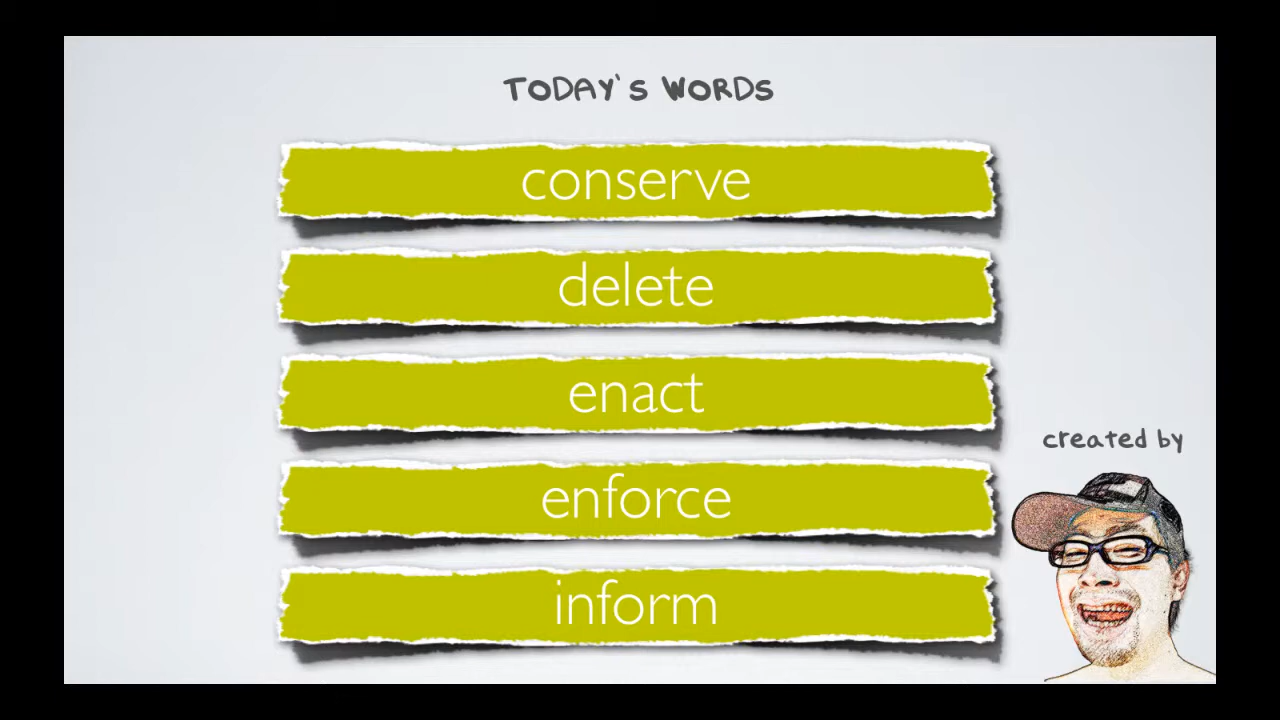 TODAY'S WORDS
conserve
delete
enact
enforce
inform
created by